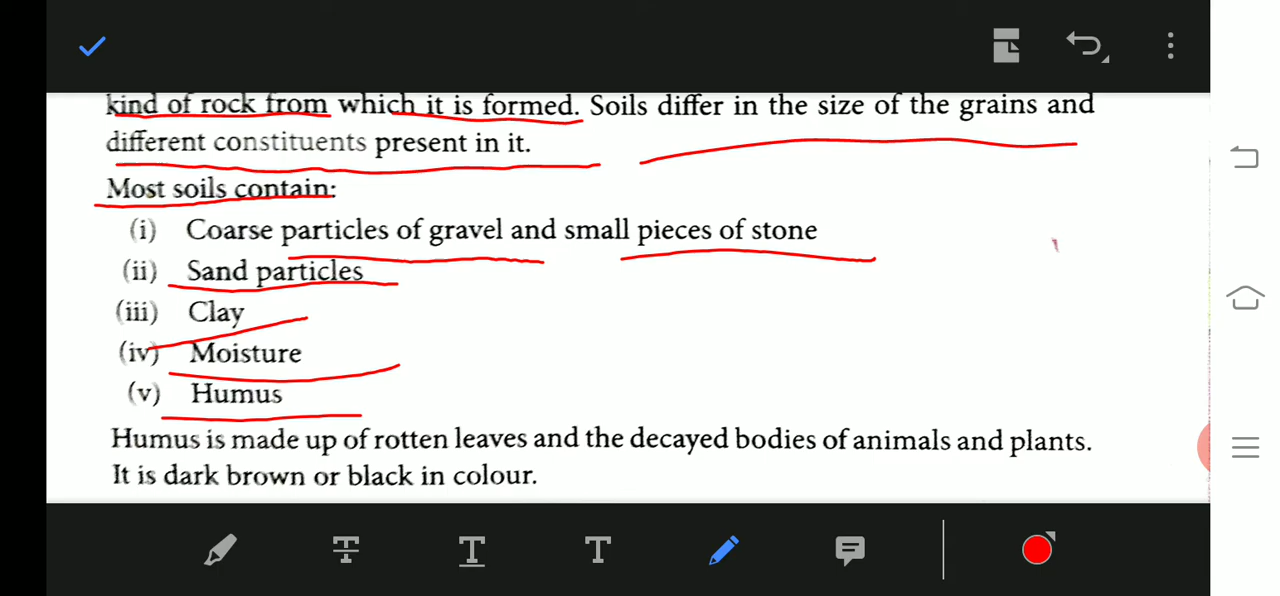 kind of rock from which it is formed. Soils differ in the size of the grains and
different constituents present in it.
Most soils contain:
(i) Coarse particles of gravel and small pieces of stone
(ii) Sand particles
(iii) Clay
(iv) Moisture
(v) Humus
Humus is made up of rotten leaves and the decayed bodies of animals and plants.
It is dark brown or black in colour.
T T T